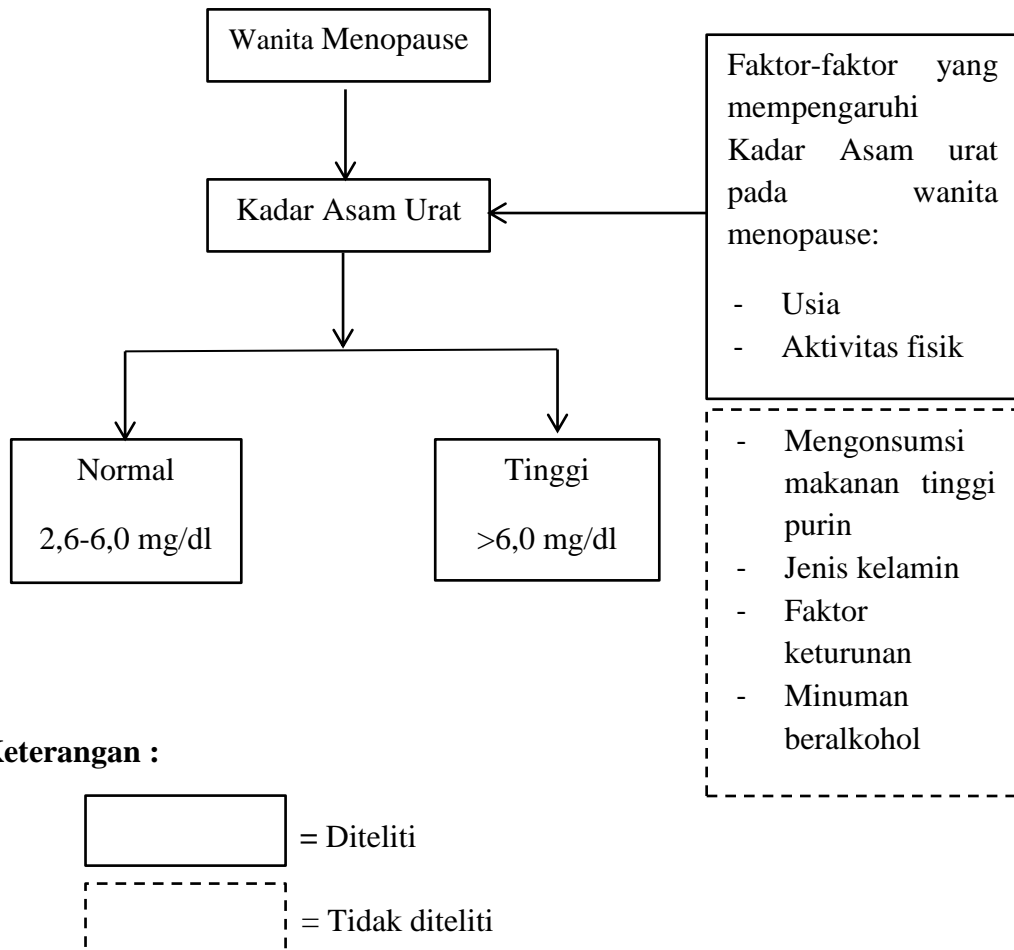 Wanita Menopause
Faktor-faktor yang
mempengaruhi
Kadar Asam urat
pada wanita
menopause:
- Usia
- Aktivitas fisik
Kadar Asam Urat
Normal
2,6-6,0 mg/dl
Tinggi
>6,0 mg/dl
- Mengonsumsi
makanan tinggi
purin
- Jenis kelamin
- Faktor
keturunan
- Minuman
beralkohol
Keterangan :
= Diteliti
= Tidak diteliti